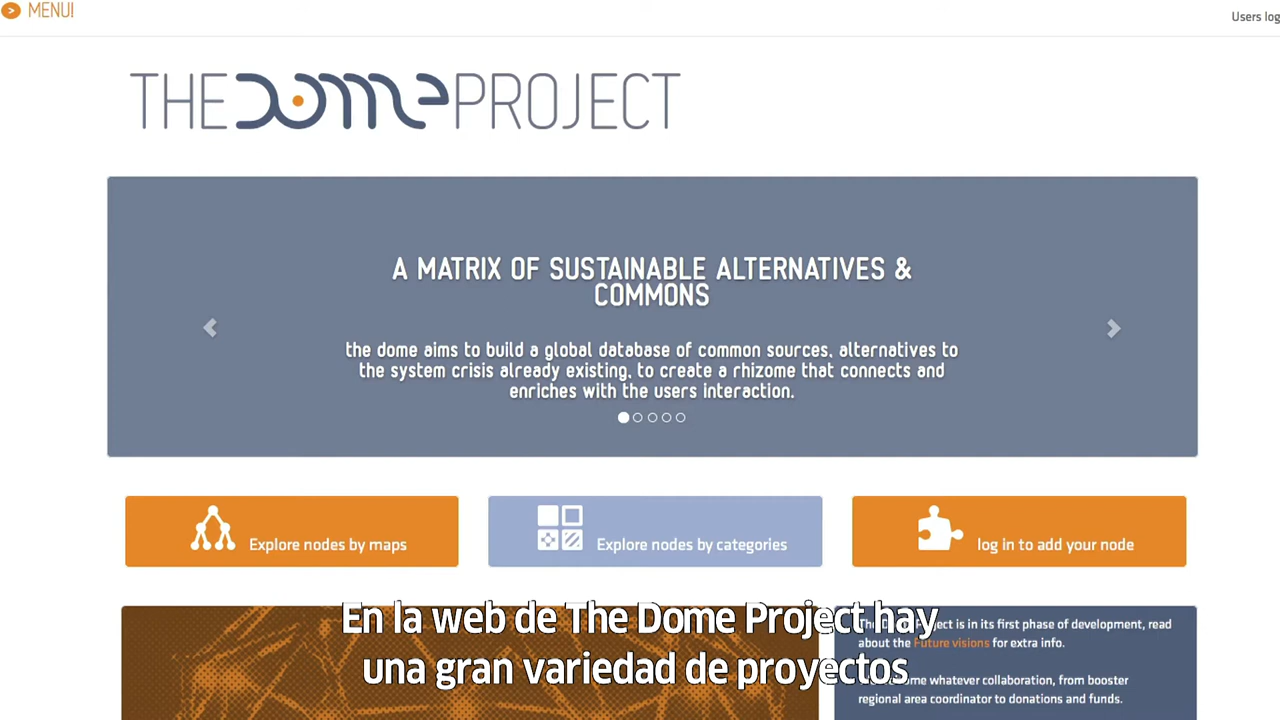 MENU!
Users log
THE DOME PROJECT
A MATRIX OF SUSTAINABLE ALTERNATIVES &
COMMONS
the dome aims to build a global database of common sources, alternatives to
the system crisis already existing, to create a rhizome that connects and
enriches with the users interaction.
Explore nodes by maps
Explore nodes by categories
log in to add your node
Project is in its first phase of development, read
about the Future visions for extra info.
whatever collaboration, from booster
regional area coordinator to donations and funds.
En la web de The Dome Project hay
una gran variedad de proyectos